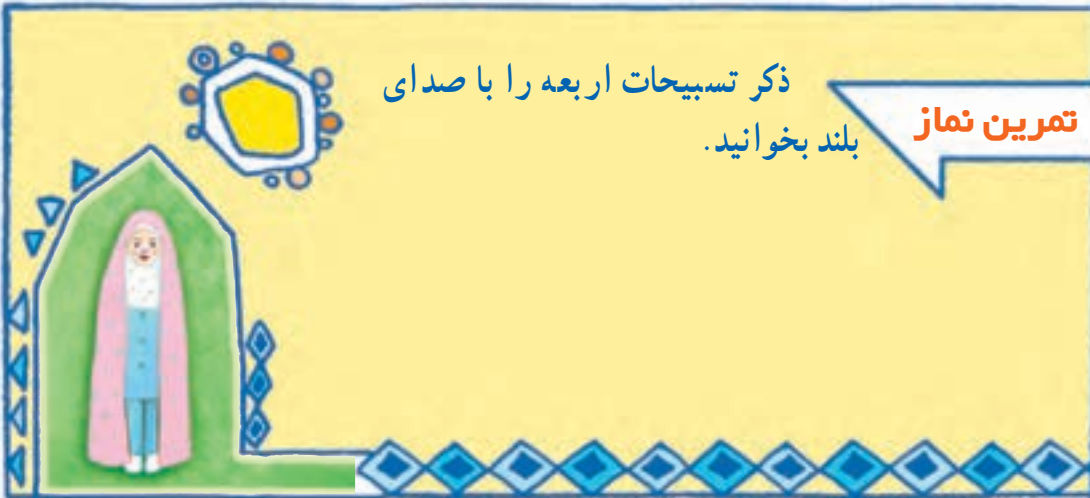 تمرین نماز
ذکر تسبیحات اربعه را با صدای
بلند بخوانید.